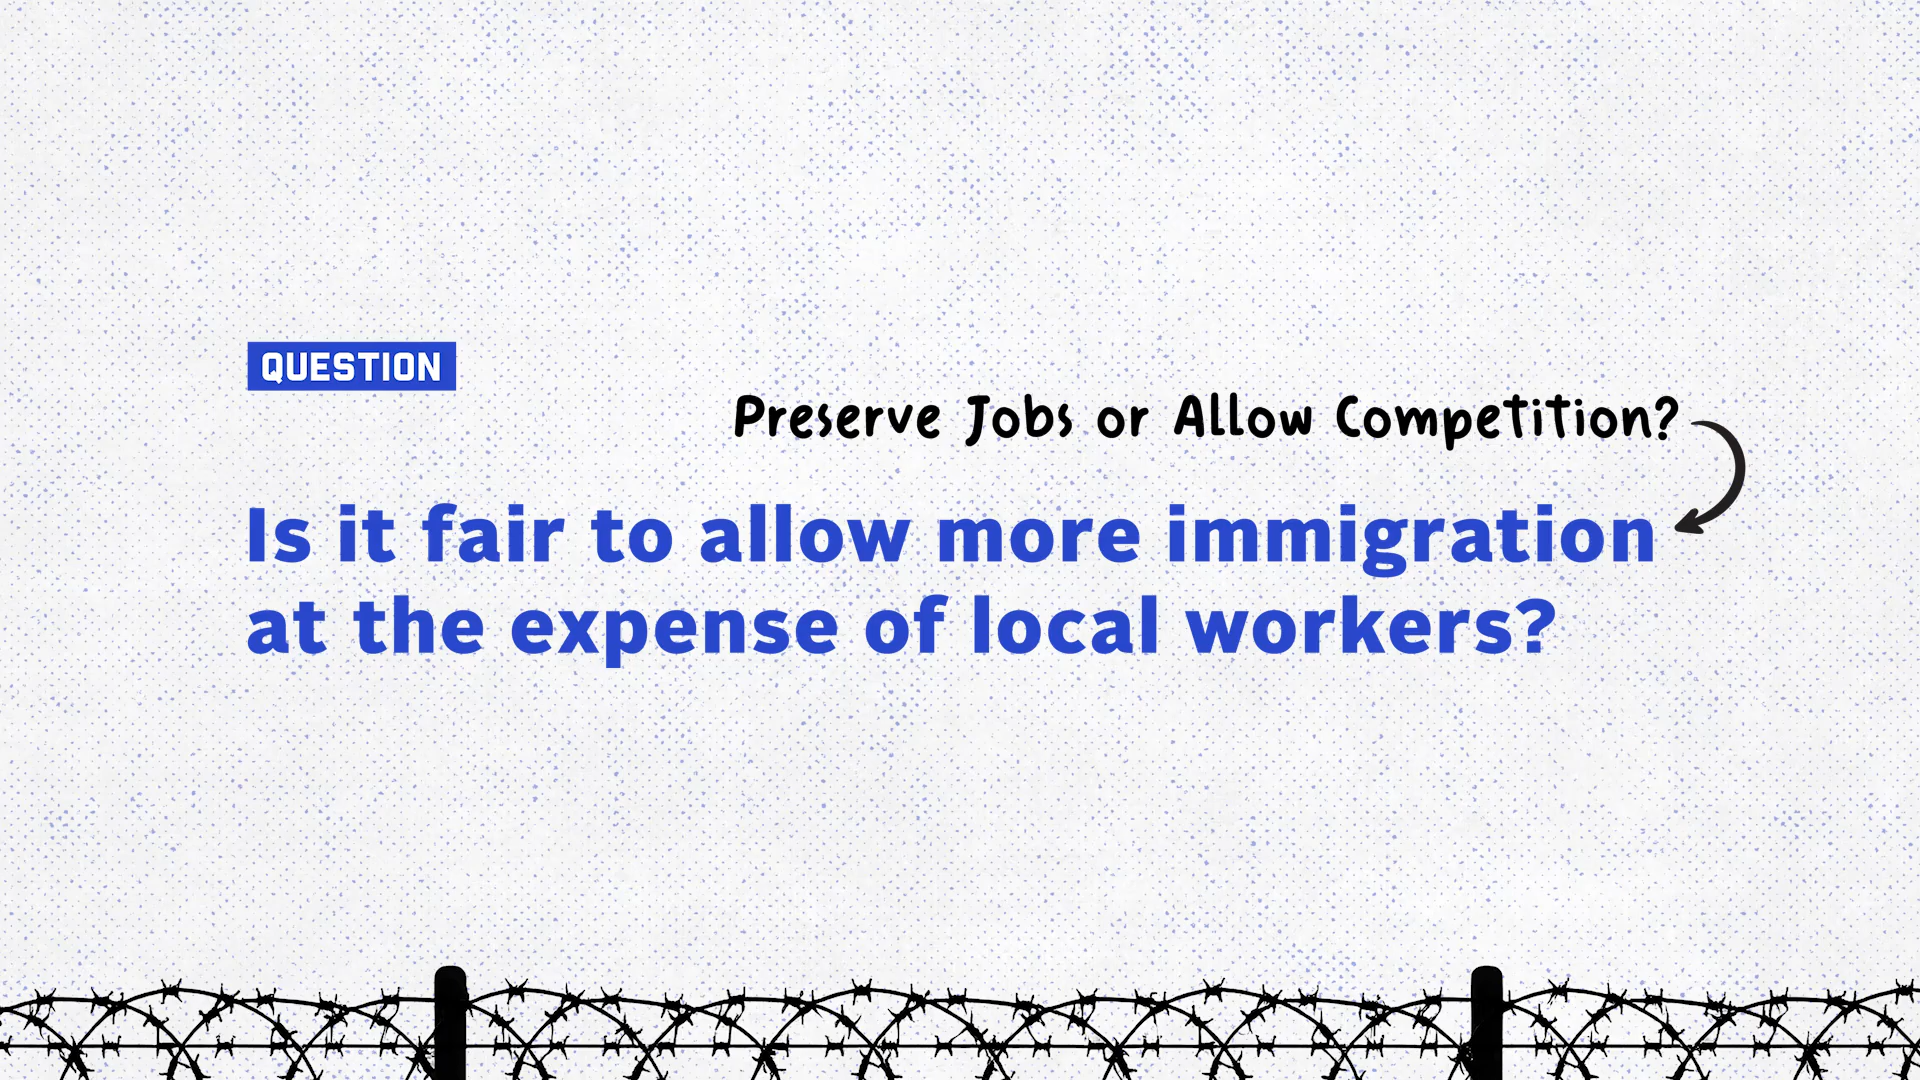 QUESTION
Preserve Jobs or Allow Competition?
Is it fair to allow more immigration
at the expense of local workers?